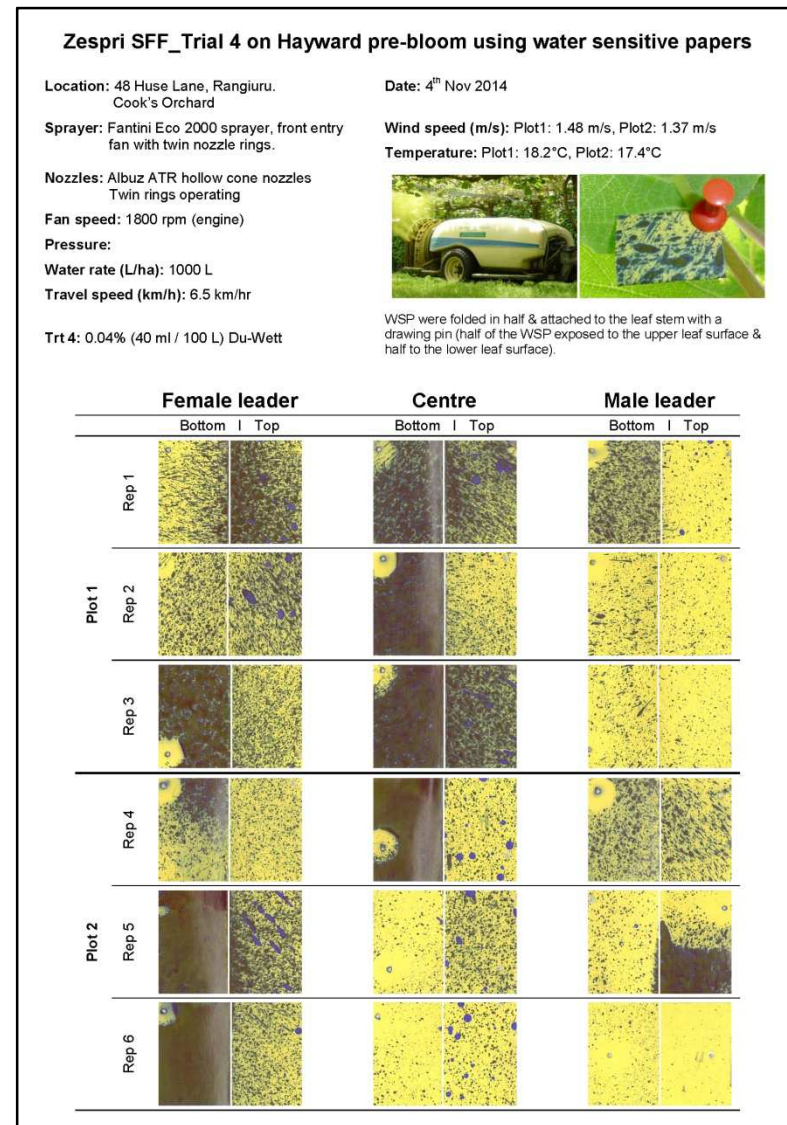 Zespri SFF_Trial 4 on Hayward pre-bloom using water sensitive papers
Location: 48 Huse Lane, Rangiuru.
Cook's Orchard
Sprayer: Fantini Eco 2000 sprayer, front entry
fan with twin nozzle rings.
Nozzles: Albuz ATR hollow cone nozzles
Twin rings operating
Fan speed: 1800 rpm (engine)
Pressure:
Water rate (L/ha): 1000 L
Travel speed (km/h): 6.5 km/hr
Trt 4: 0.04% (40 ml / 100 L) Du-Wett
Date: 4th Nov 2014
Wind speed (m/s): Plot1: 1.48 m/s, Plot2: 1.37 m/s
Temperature: Plot1: 18.2°C, Plot2: 17.4°C
WSP were folded in half & attached to the leaf stem with a
drawing pin (half of the WSP exposed to the upper leaf surface &
half to the lower leaf surface).
Female leader Centre Male leader
Bottom I Top Bottom I Top Bottom I Top
Plot 1
Rep 1
Rep 2
Rep 3
Plot 2
Rep 4
Rep 5
Rep 6